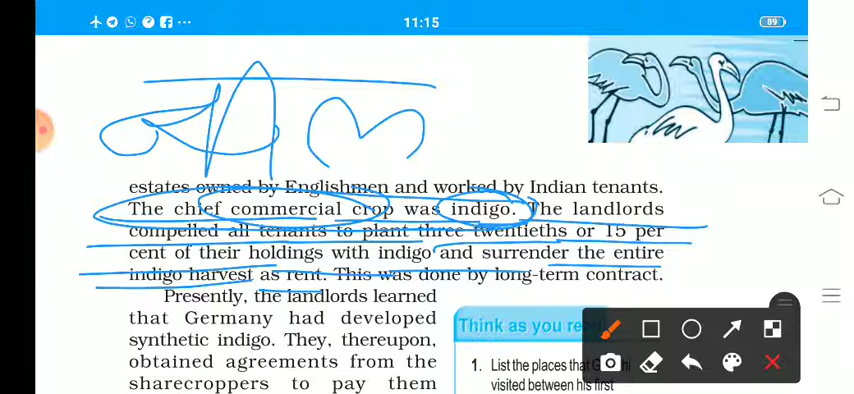 11:15
89
নীল
estates owned by Englishmen and worked by Indian tenants.
The chief commercial crop was indigo. The landlords
compelled all tenants to plant three twentieths or 15 per
cent of their holdings with indigo and surrender the entire
indigo harvest as rent. This was done by long-term contract.
Presently, the landlords learned
that Germany had developed
synthetic indigo. They, thereupon,
obtained agreements from the
sharecroppers to pay them
Think as you
1. List the places that
visited between his first